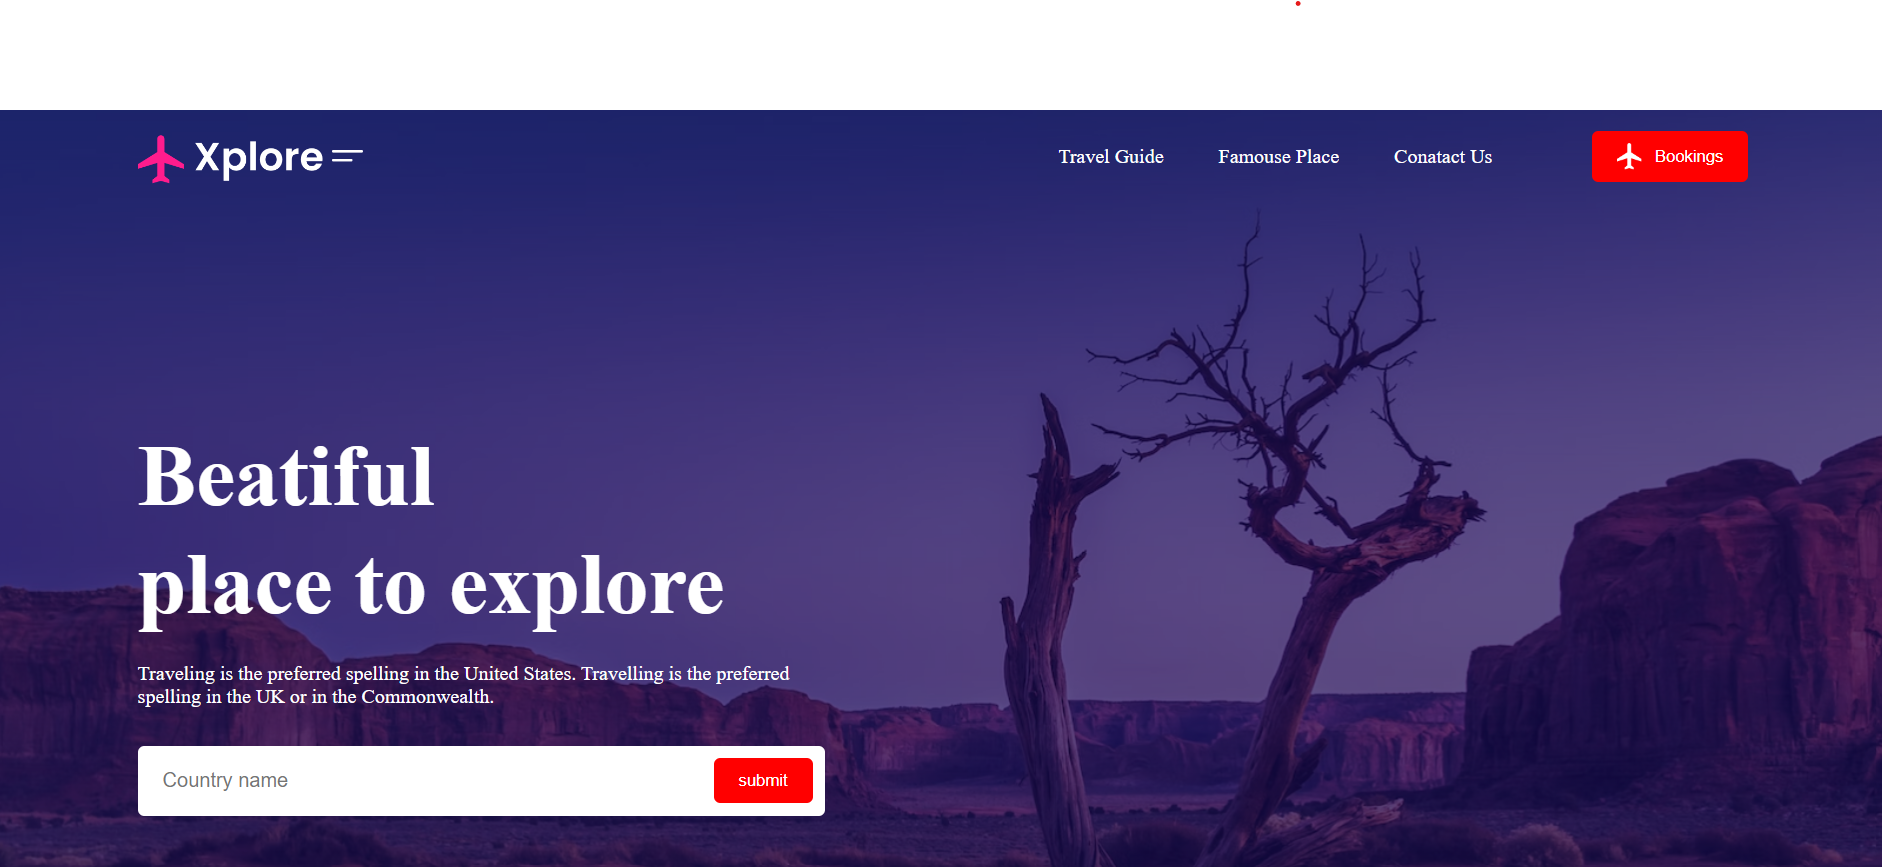 Xplore
Travel Guide
Famouse Place
Conatact Us
Bookings
Beatiful
place to explore
Traveling is the preferred spelling in the United States. Travelling is the preferred
spelling in the UK or in the Commonwealth.
Country name
submit